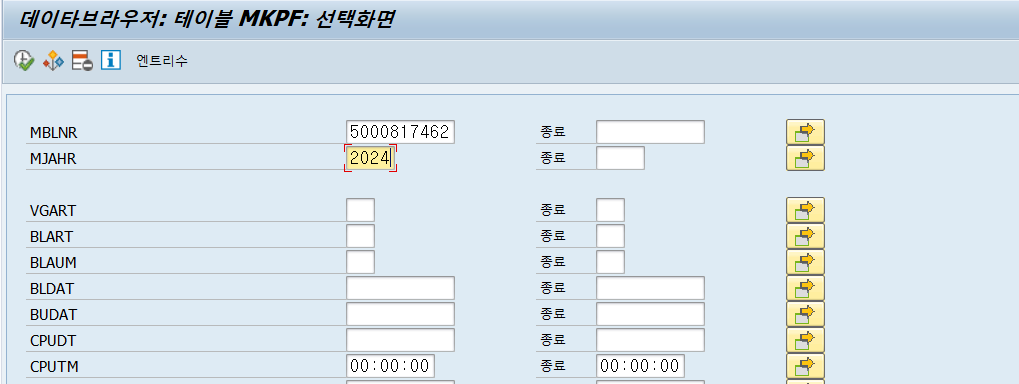 데이타브라우저: 테이블 MKPF: 선택화면
엔트리수
MBLNR 5000817462 종료
MJAHR 2024 종료
VGART 종료
BLART 종료
BLAUM 종료
BLDAT 종료
BUDAT 종료
CPUDT 종료
CPUTM 00:00:00 종료 00:00:00